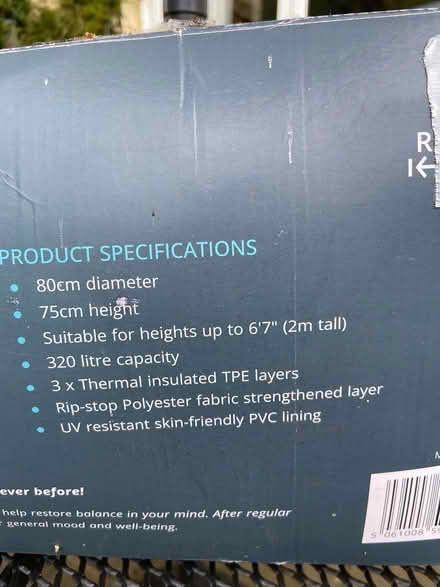 R
PRODUCT SPECIFICATIONS
80cm diameter
75cm height
Suitable for heights up to 6'7" (2m tall)
320 litre capacity
3 x Thermal insulated TPE layers
Rip-stop Polyester fabric strengthened layer
UV resistant skin-friendly PVC lining
ever before!
help restore balance in your mind. After regular
general mood and well-being.
M
5 061008